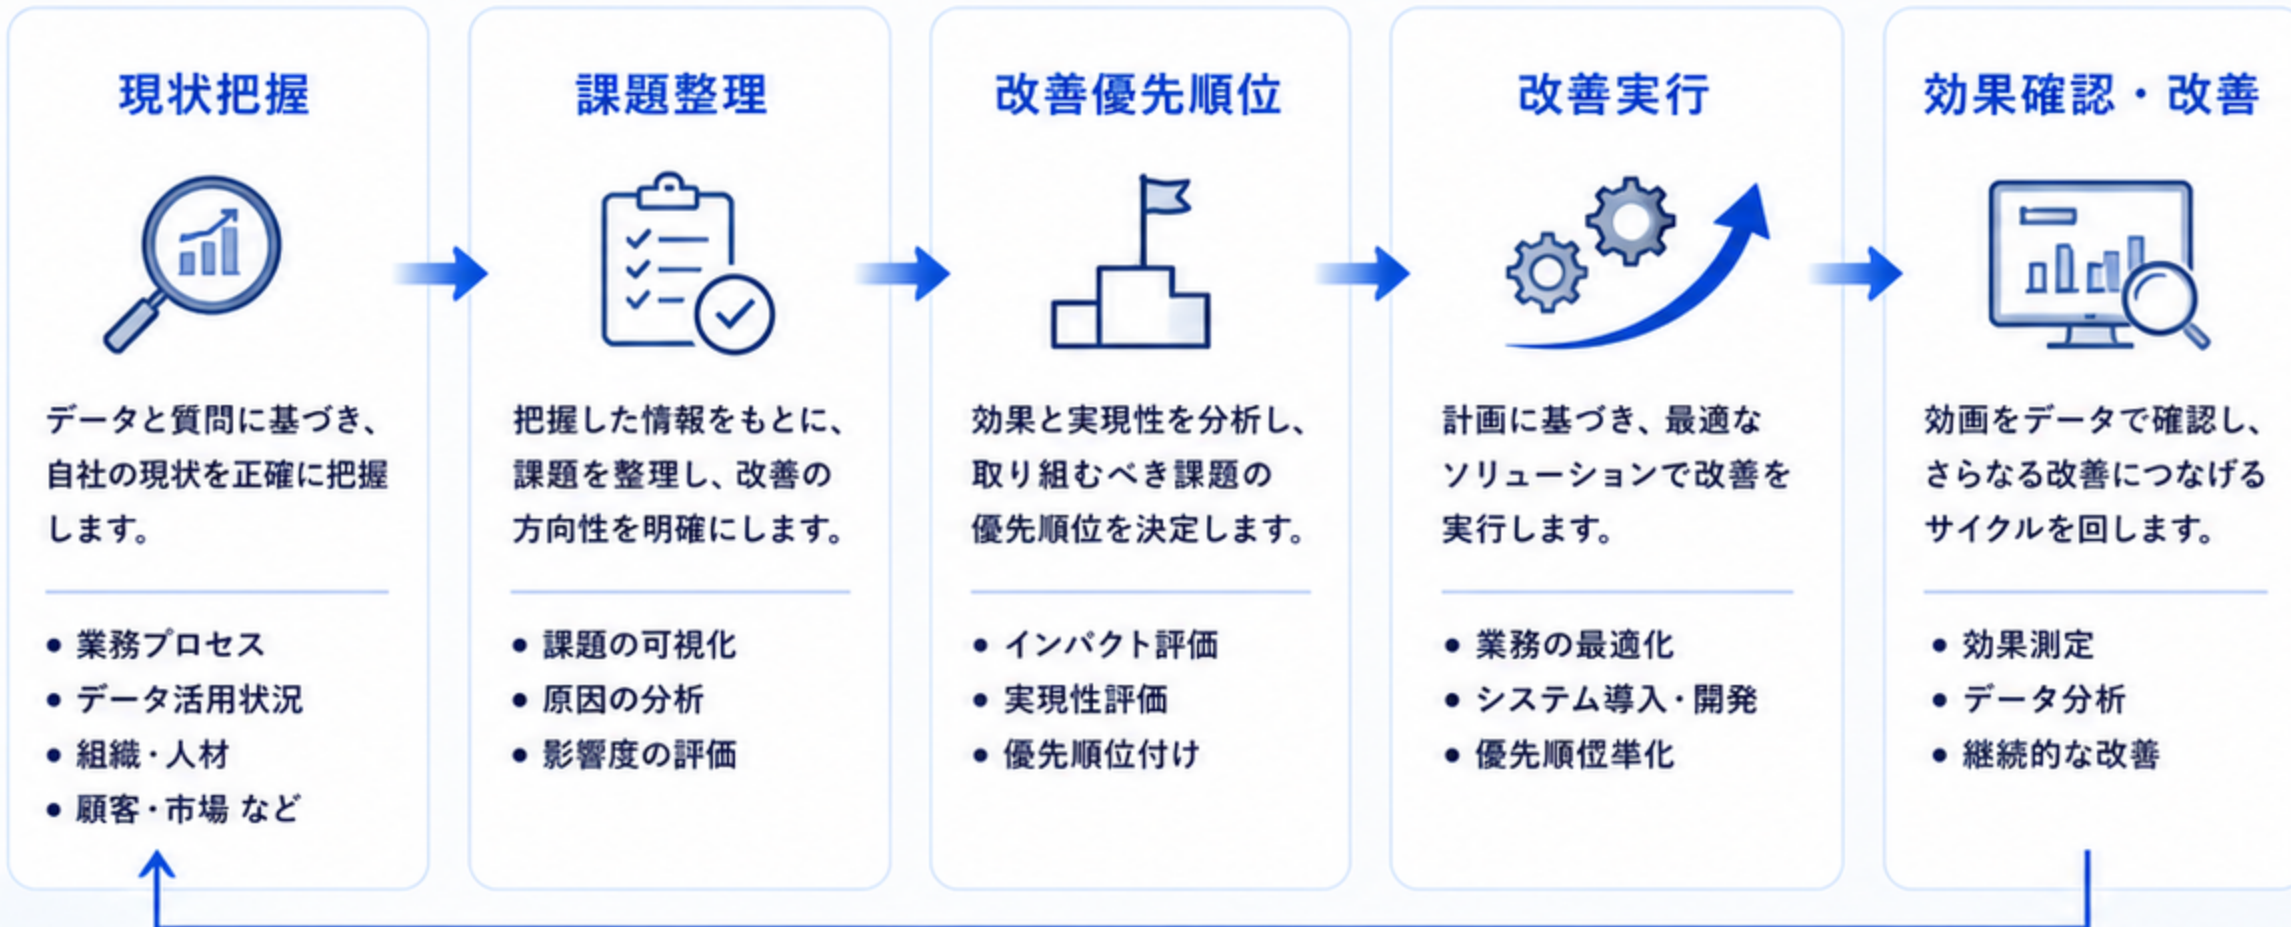 現状把握
データと質問に基づき、
自社の現状を正確に把握
します。
• 業務プロセス
• データ活用状況
• 組織・人材
• 顧客・市場 など
課題整理
把握した情報をもとに、
課題を整理し、改善の
方向性を明確にします。
• 課題の可視化
• 原因の分析
• 影響度の評価
改善優先順位
効果と実現性を分析し、
取り組むべき課題の
優先順位を決定します。
• インパクト評価
• 実現性評価
• 優先順位付け
改善実行
計画に基づき、最適な
ソリューションで改善を
実行します。
• 業務の最適化
• システム導入・開発
効果確認・改善
効画をデータで確認し、
さらなる改善につなげる
サイクルを回します。
• 効果測定
• データ分析
• 継続的な改善